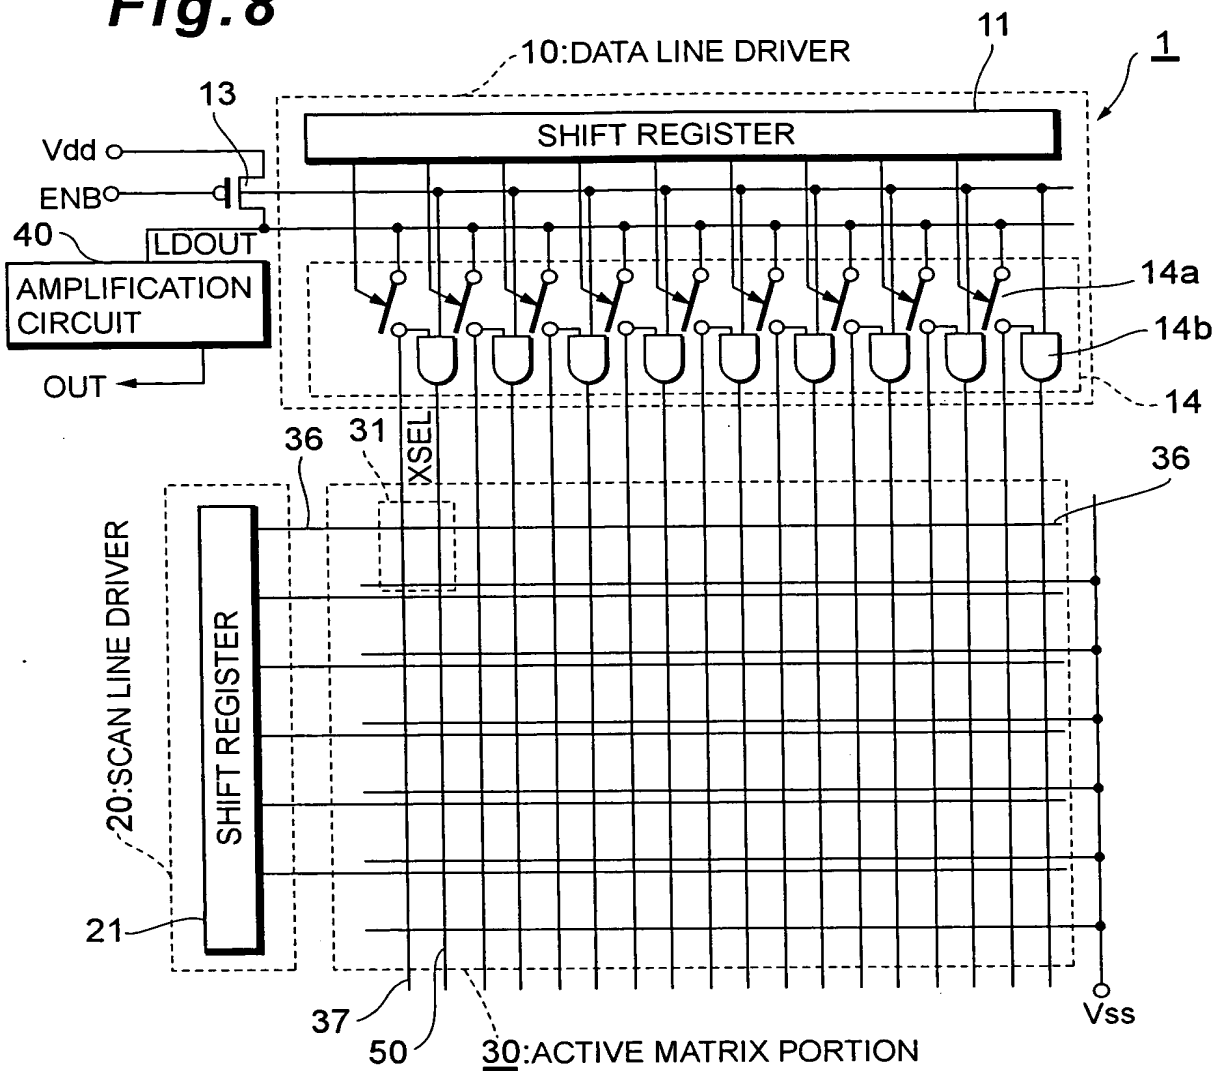 Fig.8
10:DATA LINE DRIVER
11
1
13
SHIFT REGISTER
Vdd
ENB
40
LDOUT
AMPLIFICATION
CIRCUIT
14a
14b
OUT
14
36
31
XSEL
36
20:SCAN LINE DRIVER
SHIFT REGISTER
21
37
50
30:ACTIVE MATRIX PORTION
Vss